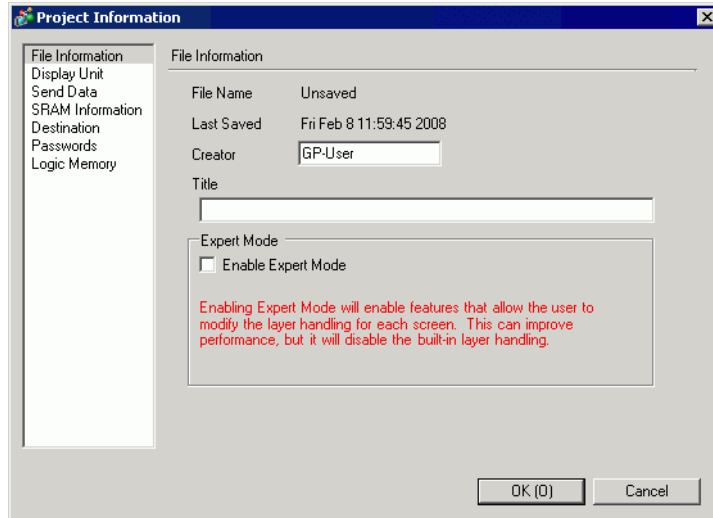 Project Information
File Information
Display Unit
Send Data
SRAM Information
Destination
Passwords
Logic Memory
File Information
File Name Unsaved
Last Saved Fri Feb 8 11:59:45 2008
Creator GP-User
Title
Expert Mode
Enable Expert Mode
Enabling Expert Mode will enable features that allow the user to
modify the layer handling for each screen. This can improve
performance, but it will disable the built-in layer handling.
OK (O) Cancel